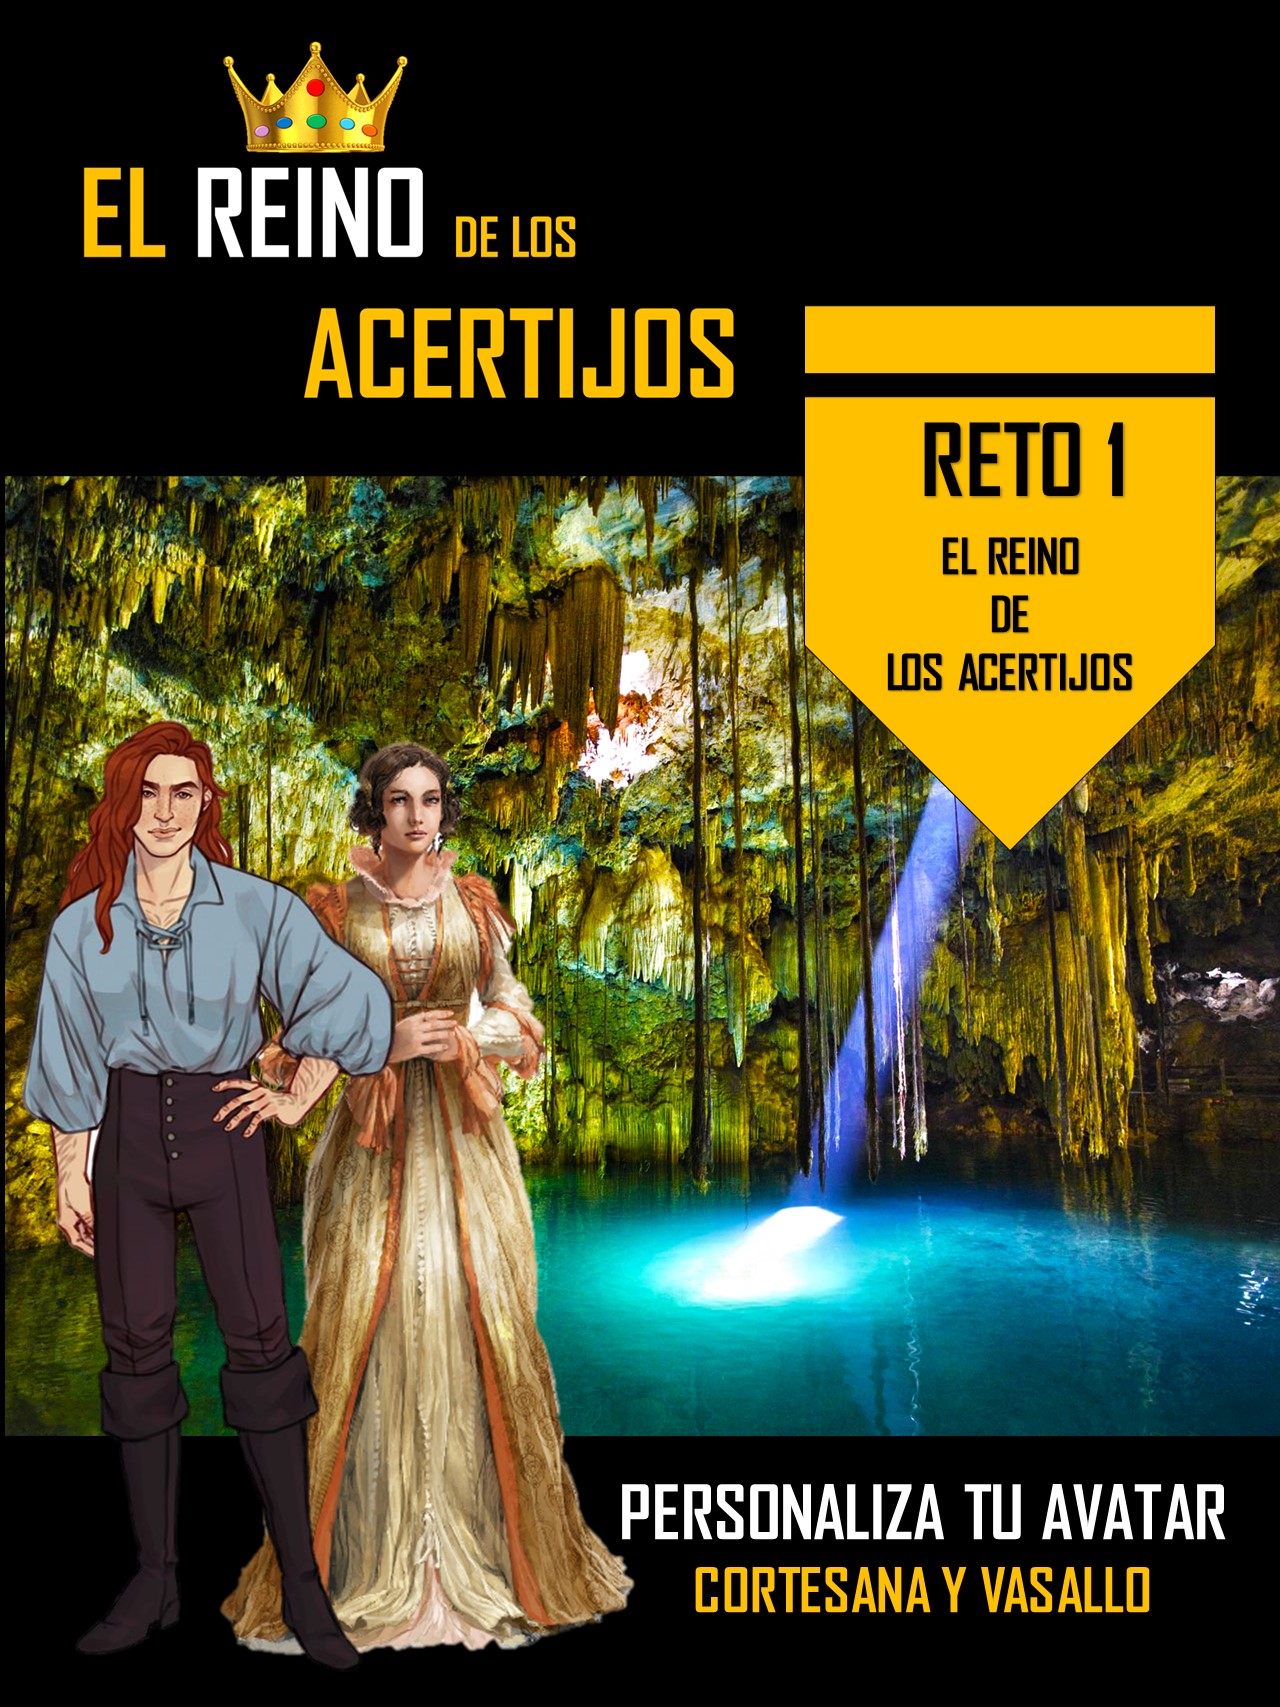 EL REINO DE LOS
ACERTIJOS
RETO 1
EL REINO
DE
LOS ACERTIJOS
PERSONALIZA TU AVATAR
CORTESANA Y VASALLO